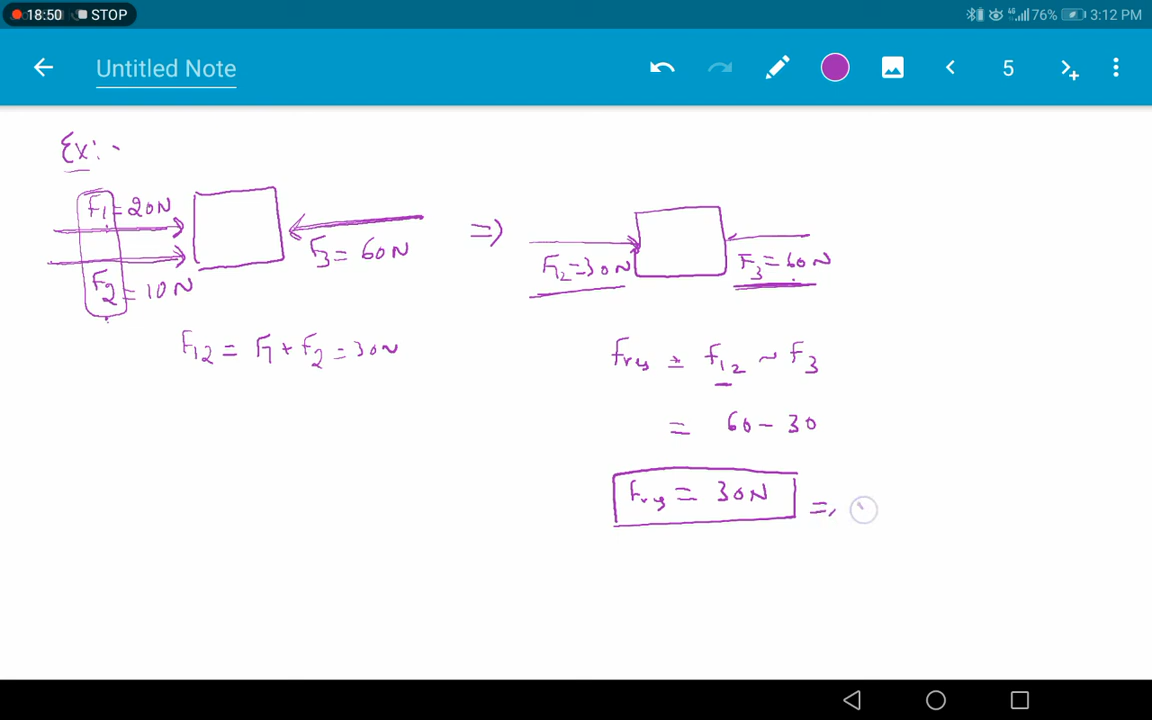 18:50 STOP 76% 3:12 PM
Untitled Note 5
Ex:-
F1 = 20N
F2 = 10N
F3 = 60N
=>
F12 = 30N
F3 = 60N
F12 = F1 + F2 = 30N
Fres = F12 ~ F3
= 60 - 30
Fres = 30N =,